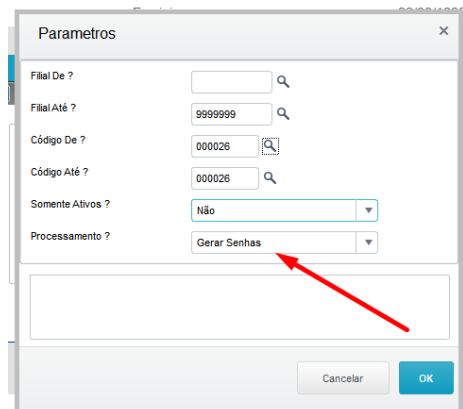 Parametros
Filial De ?
Filial Até ?
9999999
Código De ?
000026
Código Até ?
000026
Somente Ativos ?
Não
Processamento ?
Gerar Senhas
Cancelar
OK